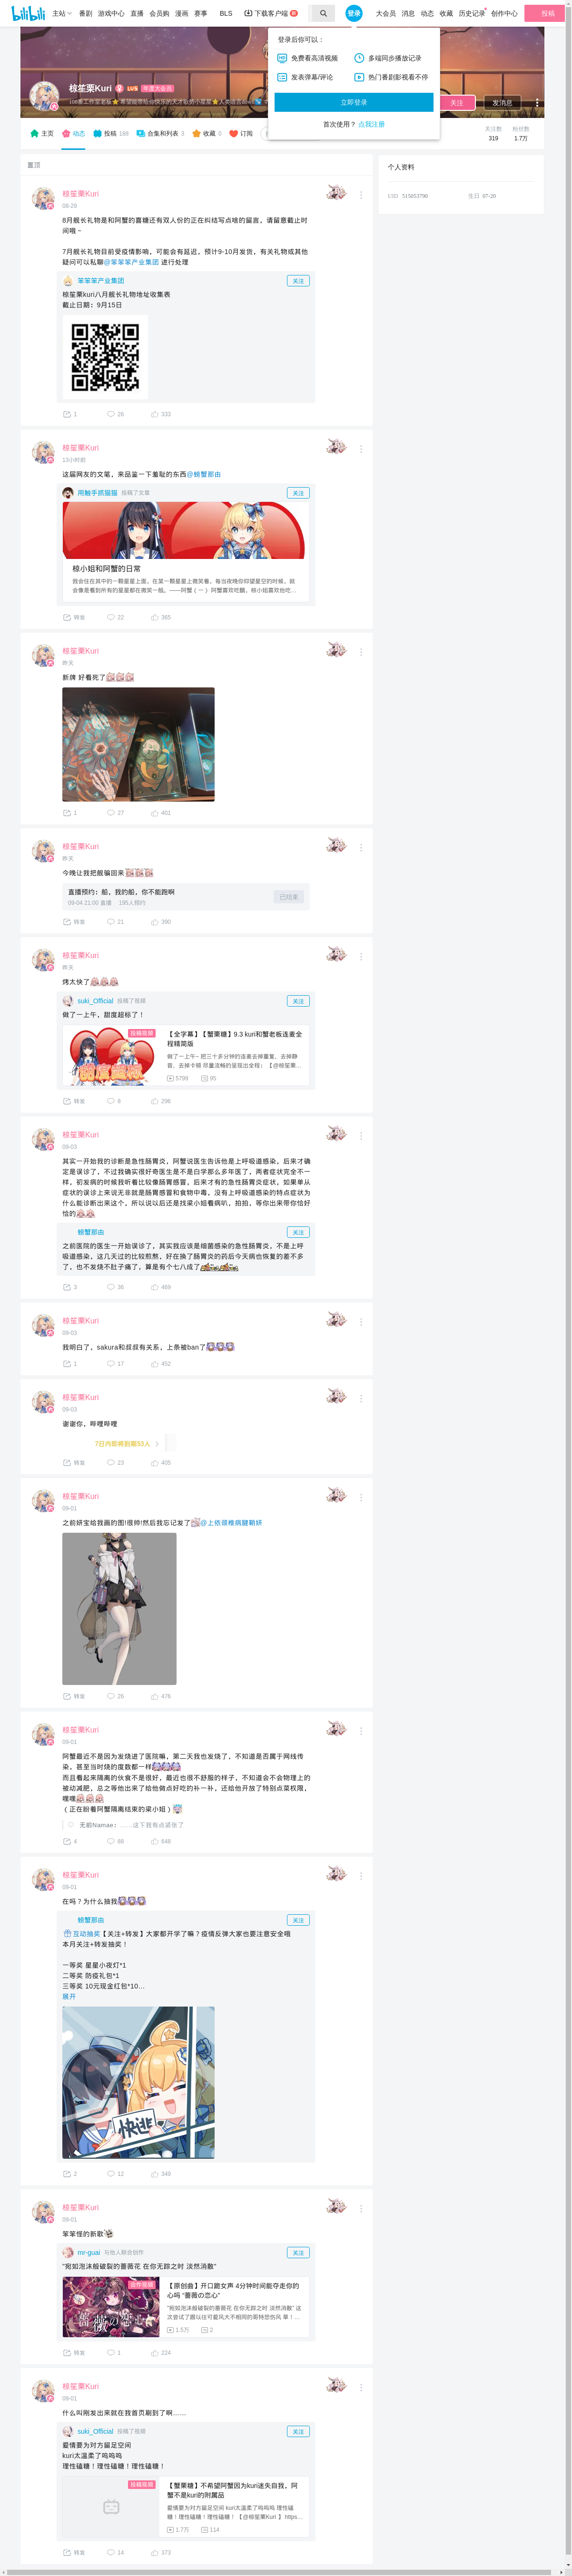 bilibili 主站 番剧 游戏中心 直播 会员购 漫画 赛事 BLS 下载客户端 登录 大会员 消息 动态 收藏 历史记录 创作中心 投稿
登录后你可以：
免费看高清视频 多端同步播放记录
发表弹幕/评论 热门番剧影视看不停
立即登录
首次使用？ 点我注册
椋笙栗Kuri 年度大会员
关注 发消息
主页 动态 投稿 188 合集和列表 3 收藏 0 订阅
关注数 粉丝数
319 1.7万
置顶
个人资料
UID 515053790 生日 07-20
椋笙栗Kuri
08-29
8月舰长礼物是和阿蟹的喜糖还有双人份的正在纠结写点啥的留言，请留意截止时
间哦～
7月舰长礼物目前受疫情影响，可能会有延迟，预计9-10月发货，有关礼物或其他
疑问可以私聊@笨笨笨产业集团 进行处理
笨笨笨产业集团 关注
椋笙栗kuri八月舰长礼物地址收集表
截止日期：9月15日
1 26 333
椋笙栗Kuri
13小时前
这届网友的文笔，来品鉴一下羞耻的东西@螃蟹那由
用触手抓猫猫 投稿了文章 关注
椋小姐和阿蟹的日常
我会住在其中的一颗星星上面，在某一颗星星上微笑着，每当夜晚你仰望星空的时候，就
会像是看到所有的星星都在微笑一般。——阿蟹（一） 阿蟹喜欢吃醋，椋小姐喜欢他吃...
转发 22 365
椋笙栗Kuri
昨天
新牌 好看死了
1 27 401
椋笙栗Kuri
昨天
今晚让我把舰骗回来
直播预约：船，我的船，你不能跑啊
09-04 21:00 直播 195人预约
已结束
转发 21 390
椋笙栗Kuri
昨天
烤太快了
suki_Official 投稿了视频 关注
做了一上午，甜度超标了！
投稿视频
甜度超标
【全字幕】【蟹栗糖】9.3 kuri和蟹老板连麦全
程精简版
做了一上午~ 把三十多分钟的连麦去掉重复、去掉静
音、去掉卡顿 尽量流畅的呈现出全程； 【@椋笙栗...
5799 95
转发 8 296
椋笙栗Kuri
09-03
其实一开始我的诊断是急性肠胃炎，阿蟹说医生告诉他是上呼吸道感染，后来才确
定是误诊了，不过我确实很好奇医生是不是白学那么多年医了，两者症状完全不一
样，初发病的时候我听着比较像肠胃感冒，后来才有的急性肠胃炎症状，如果单从
症状的误诊上来说无非就是肠胃感冒和食物中毒，没有上呼吸道感染的特点症状为
什么能诊断出来这个，所以说以后还是找梁小姐看病叭，拍拍，等你出来带你恰好
恰的
螃蟹那由 关注
之前医院的医生一开始误诊了，其实我应该是细菌感染的急性肠胃炎，不是上呼
吸道感染，这几天过的比较煎熬，好在换了肠胃炎的药后今天病也恢复的差不多
了，也不发烧不肚子痛了，算是有个七八成了
3 36 469
椋笙栗Kuri
09-03
我明白了，sakura和叔叔有关系，上条被ban了
1 17 452
椋笙栗Kuri
09-03
谢谢你，哔哩哔哩
7日内即将到期53人
转发 23 405
椋笙栗Kuri
09-01
之前妍宝给我画的图!很帅!然后我忘记发了@上依颈椎病腱鞘妍
转发 26 476
椋笙栗Kuri
09-01
阿蟹最近不是因为发烧进了医院嘛，第二天我也发烧了，不知道是否属于网线传
染，甚至当时烧的度数都一样
而且看起来隔离的伙食不是很好，最近也很不舒服的样子，不知道会不会物理上的
被动减肥，总之等他出来了给他做点好吃的补一补，还给他开放了特别点菜权限，
嘿嘿
（正在盼着阿蟹隔离结束的梁小姐）
无前Namae：......这下我有点紧张了
4 88 648
椋笙栗Kuri
09-01
在吗？为什么抽我
螃蟹那由 关注
互动抽奖【关注+转发】大家都开学了嘛？疫情反弹大家也要注意安全哦
本月关注+转发抽奖！
一等奖 星星小夜灯*1
二等奖 防疫礼包*1
三等奖 10元现金红包*10...
展开
快逃
2 12 349
椋笙栗Kuri
09-01
笨笨怪的新歌
mr-guai 与他人联合创作 关注
"宛如泡沫般破裂的蔷薇花 在你无踪之时 淡然消散"
合作视频
【原创曲】开口跪女声 4分钟时间能夺走你的
心吗 "薔薇の恋心"
"宛如泡沫般破裂的蔷薇花 在你无踪之时 淡然消散" 这
次尝试了跟以往可爱风大不相同的哥特悲伤风 草！...
1.5万 2
转发 1 224
椋笙栗Kuri
09-01
什么叫刚发出来就在我首页刷到了啊......
suki_Official 投稿了视频 关注
爱情要为对方留足空间
kuri太温柔了呜呜呜
理性磕糖！理性磕糖！理性磕糖！
投稿视频
【蟹栗糖】不希望阿蟹因为kuri迷失自我，阿
蟹不是kuri的附属品
爱情要为对方留足空间 kuri太温柔了呜呜呜 理性磕
糖！理性磕糖！理性磕糖！ 【@椋笙栗Kuri 】https...
1.7万 114
转发 14 373